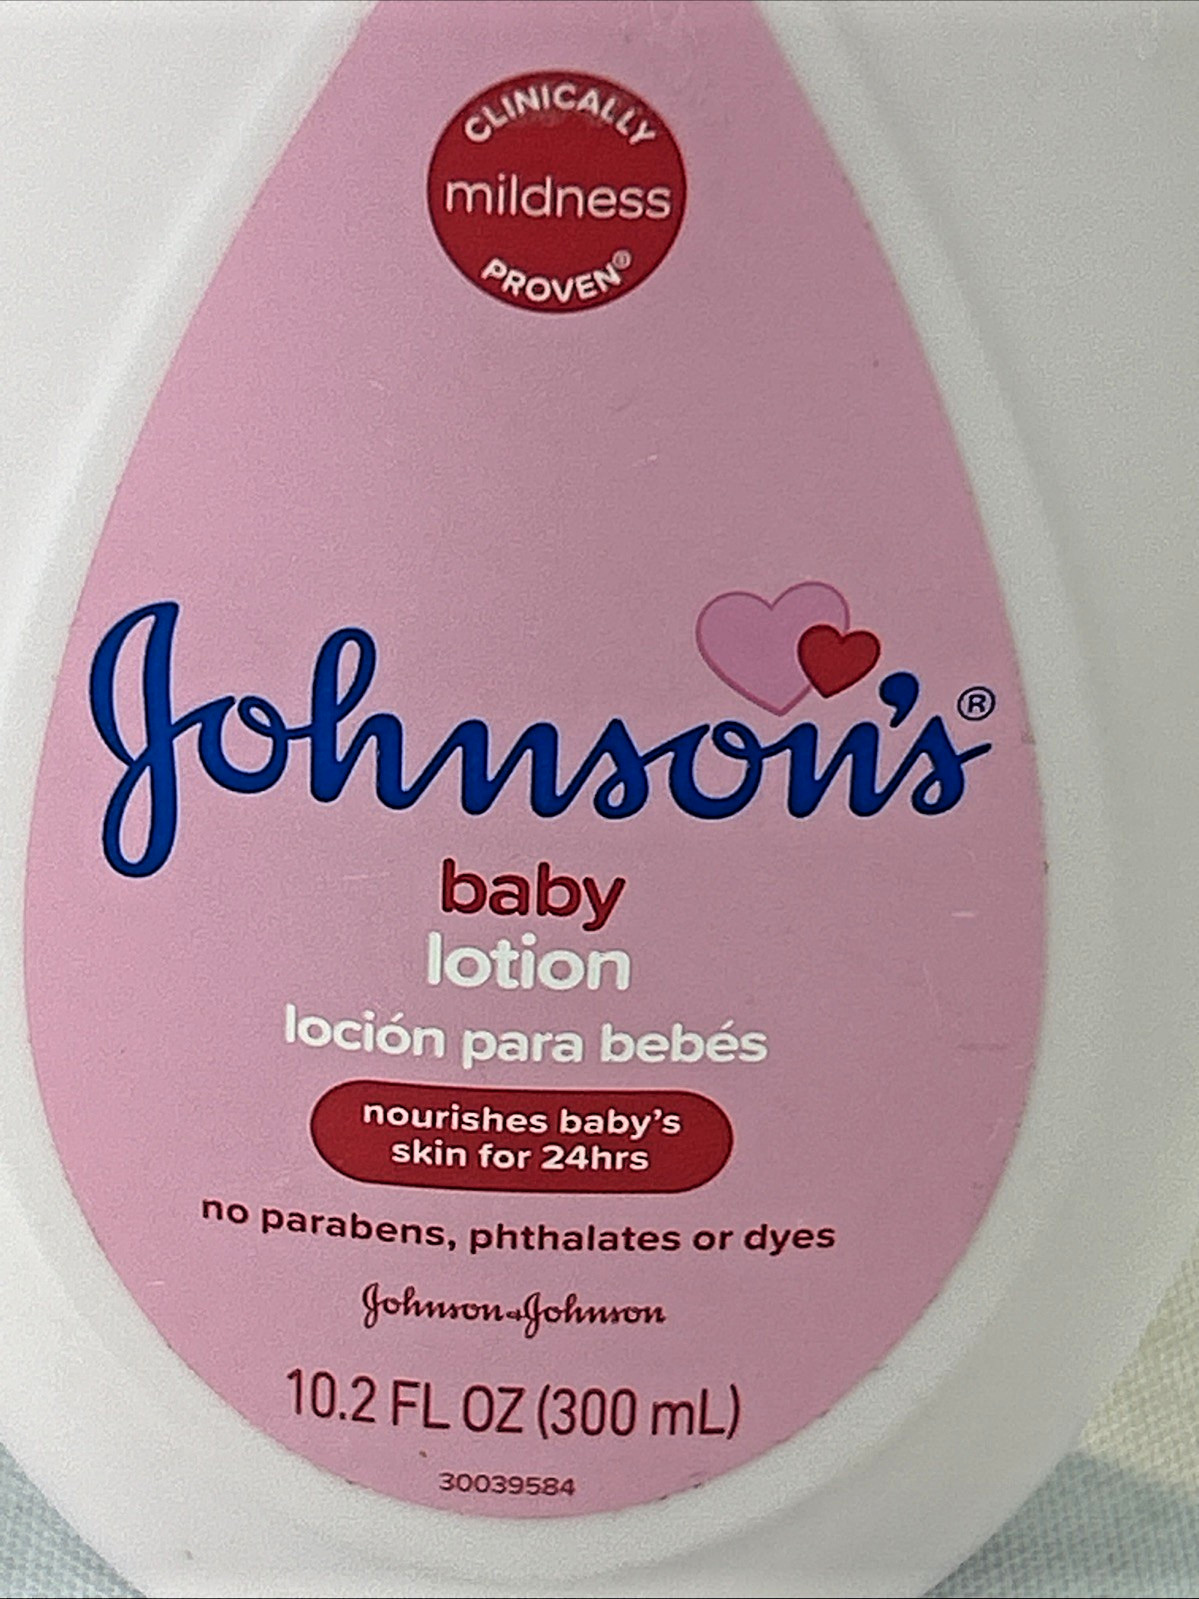 CLINICALLY
mildness
PROVEN®
Johnson's®
baby
lotion
loción para bebés
nourishes baby's
skin for 24hrs
no parabens, phthalates or dyes
Johnson & Johnson
10.2 FL OZ (300 mL)
30039584